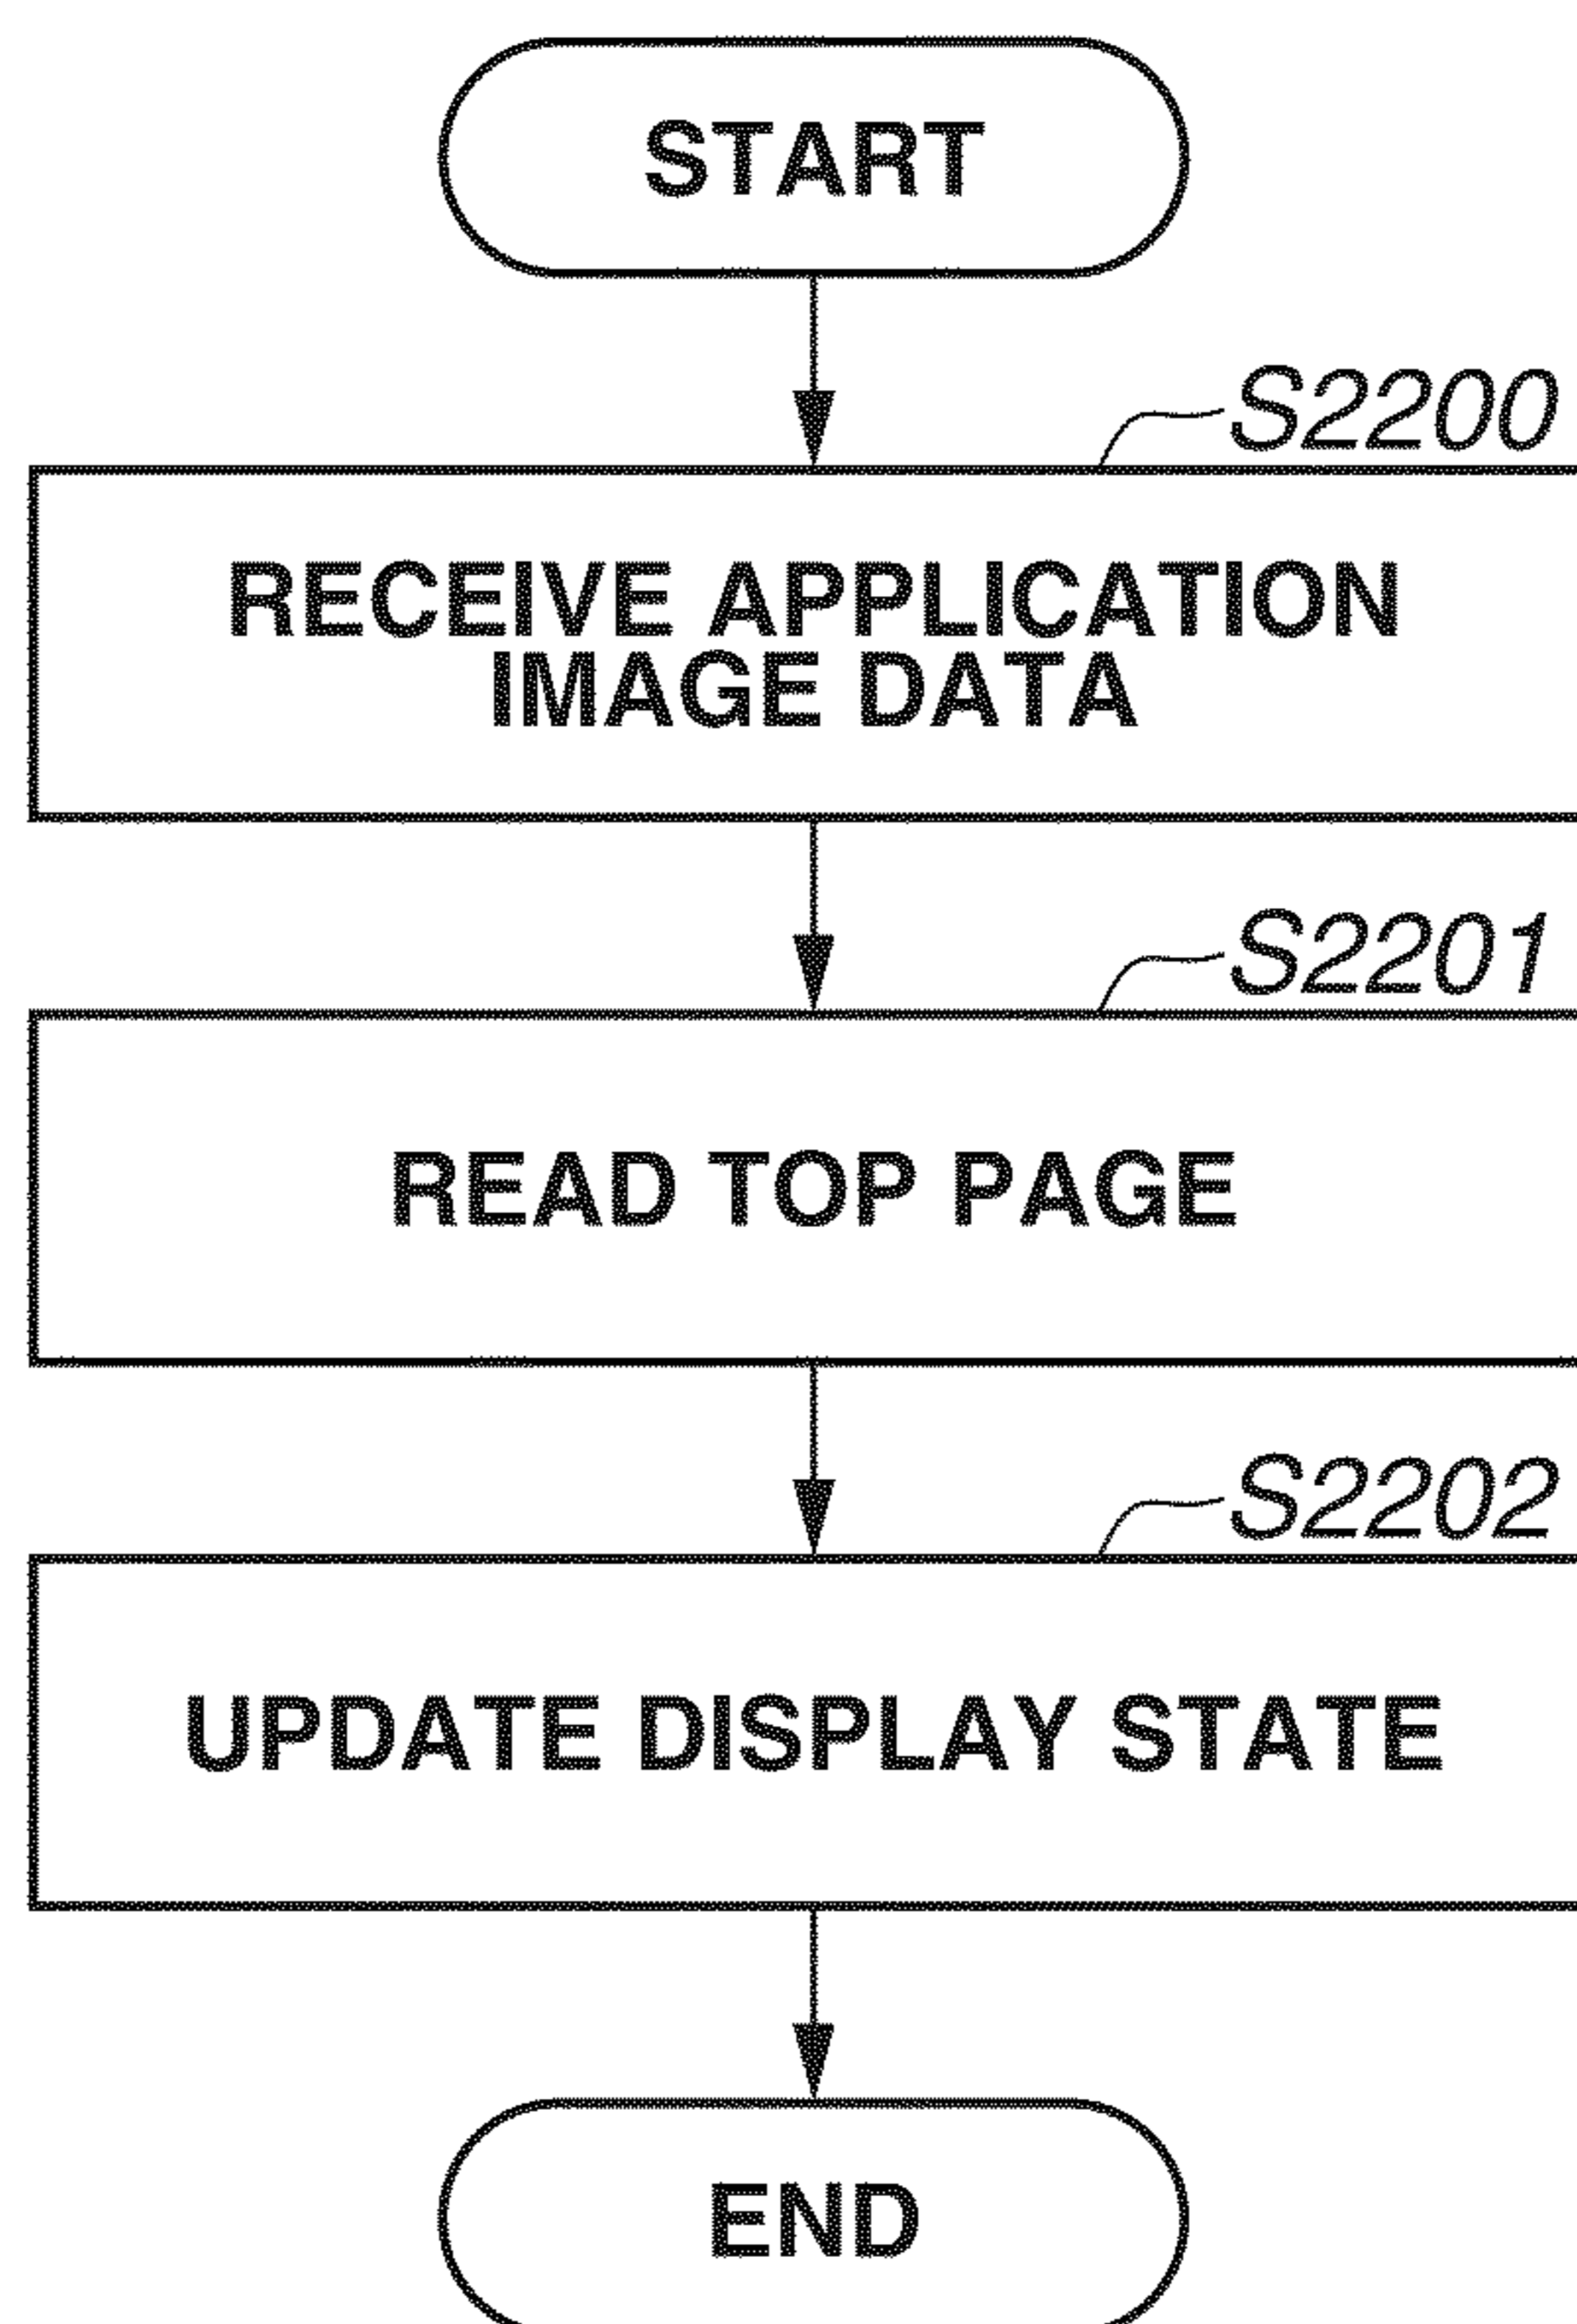 START
S2200
RECEIVE APPLICATION
IMAGE DATA
S2201
READ TOP PAGE
S2202
UPDATE DISPLAY STATE
END